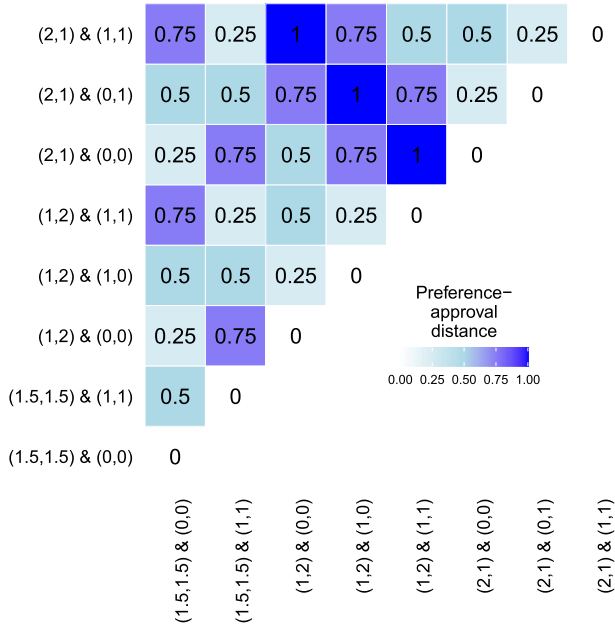 (2,1) & (1,1) 0.75 0.25 1 0.75 0.5 0.5 0.25 0
(2,1) & (0,1) 0.5 0.5 0.75 1 0.75 0.25 0
(2,1) & (0,0) 0.25 0.75 0.5 0.75 1 0
(1,2) & (1,1) 0.75 0.25 0.5 0.25 0
(1,2) & (1,0) 0.5 0.5 0.25 0
(1,2) & (0,0) 0.25 0.75 0
(1.5,1.5) & (1,1) 0.5 0
(1.5,1.5) & (0,0) 0
Preference−
approval
distance
0.00 0.25 0.50 0.75 1.00
(1.5,1.5) & (0,0)
(1.5,1.5) & (1,1)
(1,2) & (0,0)
(1,2) & (1,0)
(1,2) & (1,1)
(2,1) & (0,0)
(2,1) & (0,1)
(2,1) & (1,1)